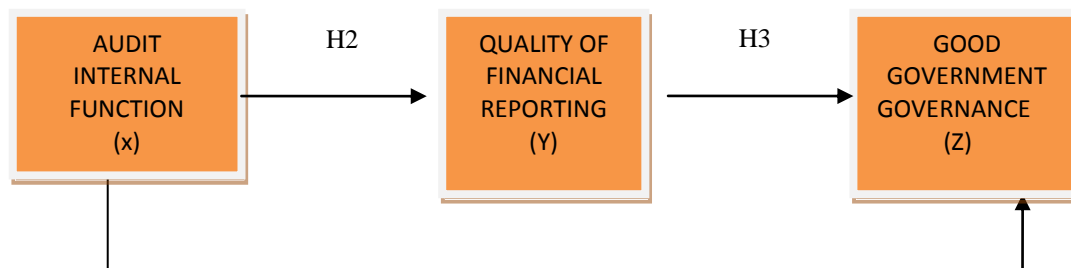 AUDIT
INTERNAL
FUNCTION
(x)
H2
QUALITY OF
FINANCIAL
REPORTING
(Y)
H3
GOOD
GOVERNMENT
GOVERNANCE
(Z)